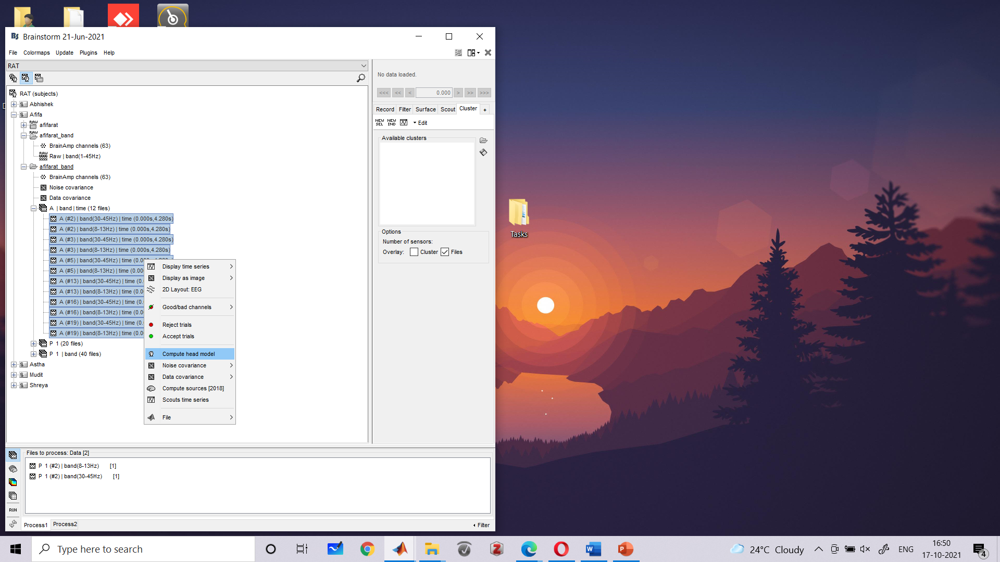 Brainstorm 21-Jun-2021
File Colormaps Update Plugins Help
RAT
RAT (subjects)
Abhishek
Afifa
RAW afifarat
RAW afifarat_band
BrainAmp channels (63)
RAW Raw | band(1-45Hz)
afifarat_band
BrainAmp channels (63)
Noise covariance
Data covariance
A | band | time (12 files)
A (#2) | band(30-45Hz) | time (0.000s,4.280s)
A (#2) | band(8-13Hz) | time (0.000s,4.280s)
A (#3) | band(30-45Hz) | time (0.000s,4.280s)
A (#3) | band(8-13Hz) | time (0.000s,4.280s)
A (#5) | band(30-45Hz) | time (0.000s,4.280s)
A (#5) | band(8-13Hz) | time (0.00
A (#13) | band(30-45Hz) | time (0.
A (#13) | band(8-13Hz) | time (0.0
A (#16) | band(30-45Hz) | time (0.
A (#16) | band(8-13Hz) | time (0.0
A (#19) | band(30-45Hz) | time (0.
A (#19) | band(8-13Hz) | time (0.0
P 1 (20 files)
P 1 | band (40 files)
Astha
Mudit
Shreya
Display time series
Display as image
2D Layout: EEG
Good/bad channels
Reject trials
Accept trials
Compute head model
Noise covariance
Data covariance
Compute sources [2018]
Scouts time series
File
No data loaded.
<<< << < 0.000 > >> >>>
Record Filter Surface Scout Cluster +
NEW SEL NEW IND Edit
Available clusters
Options
Number of sensors:
Overlay: Cluster Files
Files to process: Data [2]
P 1 (#2) | band(8-13Hz) [1]
P 1 (#2) | band(30-45Hz) [1]
RUN
Process1 Process2 Filter
Tasks
Type here to search
24°C Cloudy
ENG
16:50
17-10-2021
4